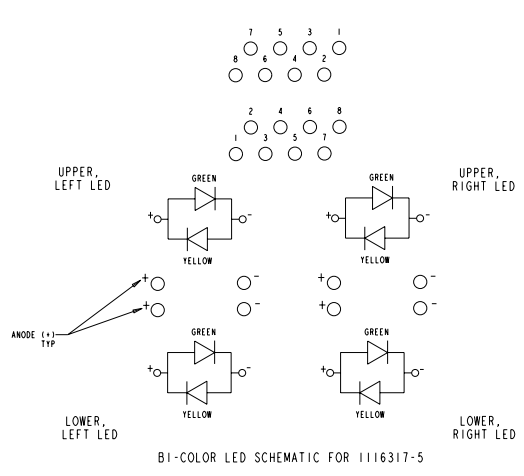 7 5 3 1
8 6 4 2
2 4 6 8
1 3 5 7
UPPER,
LEFT LED
UPPER,
RIGHT LED
GREEN
GREEN
+ -
+ -
YELLOW
YELLOW
+ - + -
+ - + -
ANODE (+)
TYP
GREEN
GREEN
+ -
+ -
YELLOW
YELLOW
LOWER,
LEFT LED
LOWER,
RIGHT LED
BI-COLOR LED SCHEMATIC FOR 1116317-5